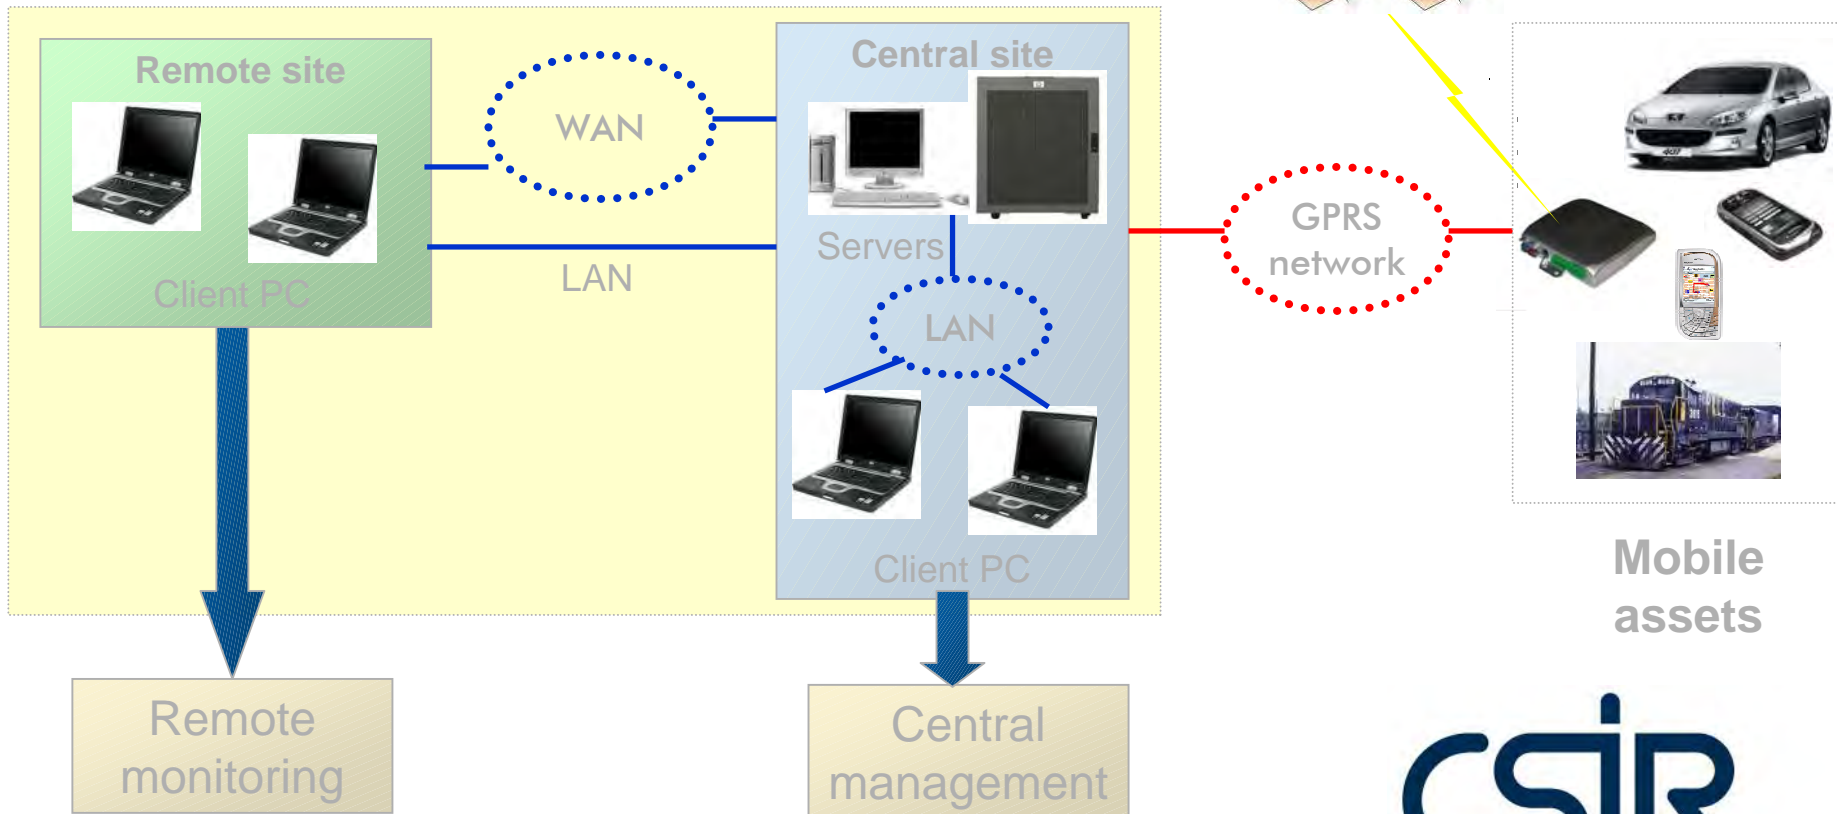 Remote site
Client PC
WAN
LAN
Central site
Servers
LAN
Client PC
GPRS
network
407
Mobile
assets
Remote
monitoring
Central
management
CSIR